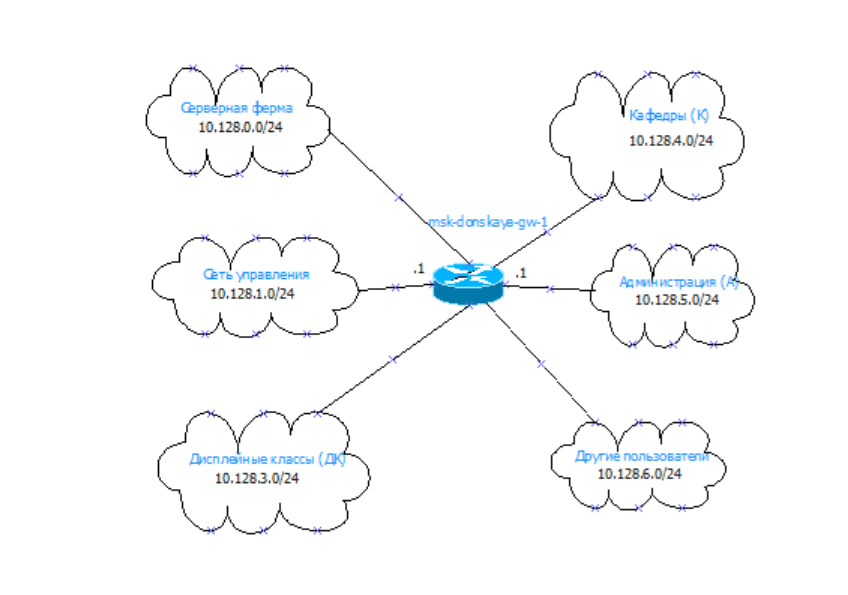 Серверная ферма
10.128.0.0/24
Кафедры (К)
10.128.4.0/24
msk-donskaya-gw-1
Сеть управления
10.128.1.0/24
.1
.1
Администрация (А)
10.128.5.0/24
Дисплейные классы (ДК)
10.128.3.0/24
Другие пользователи
10.128.6.0/24